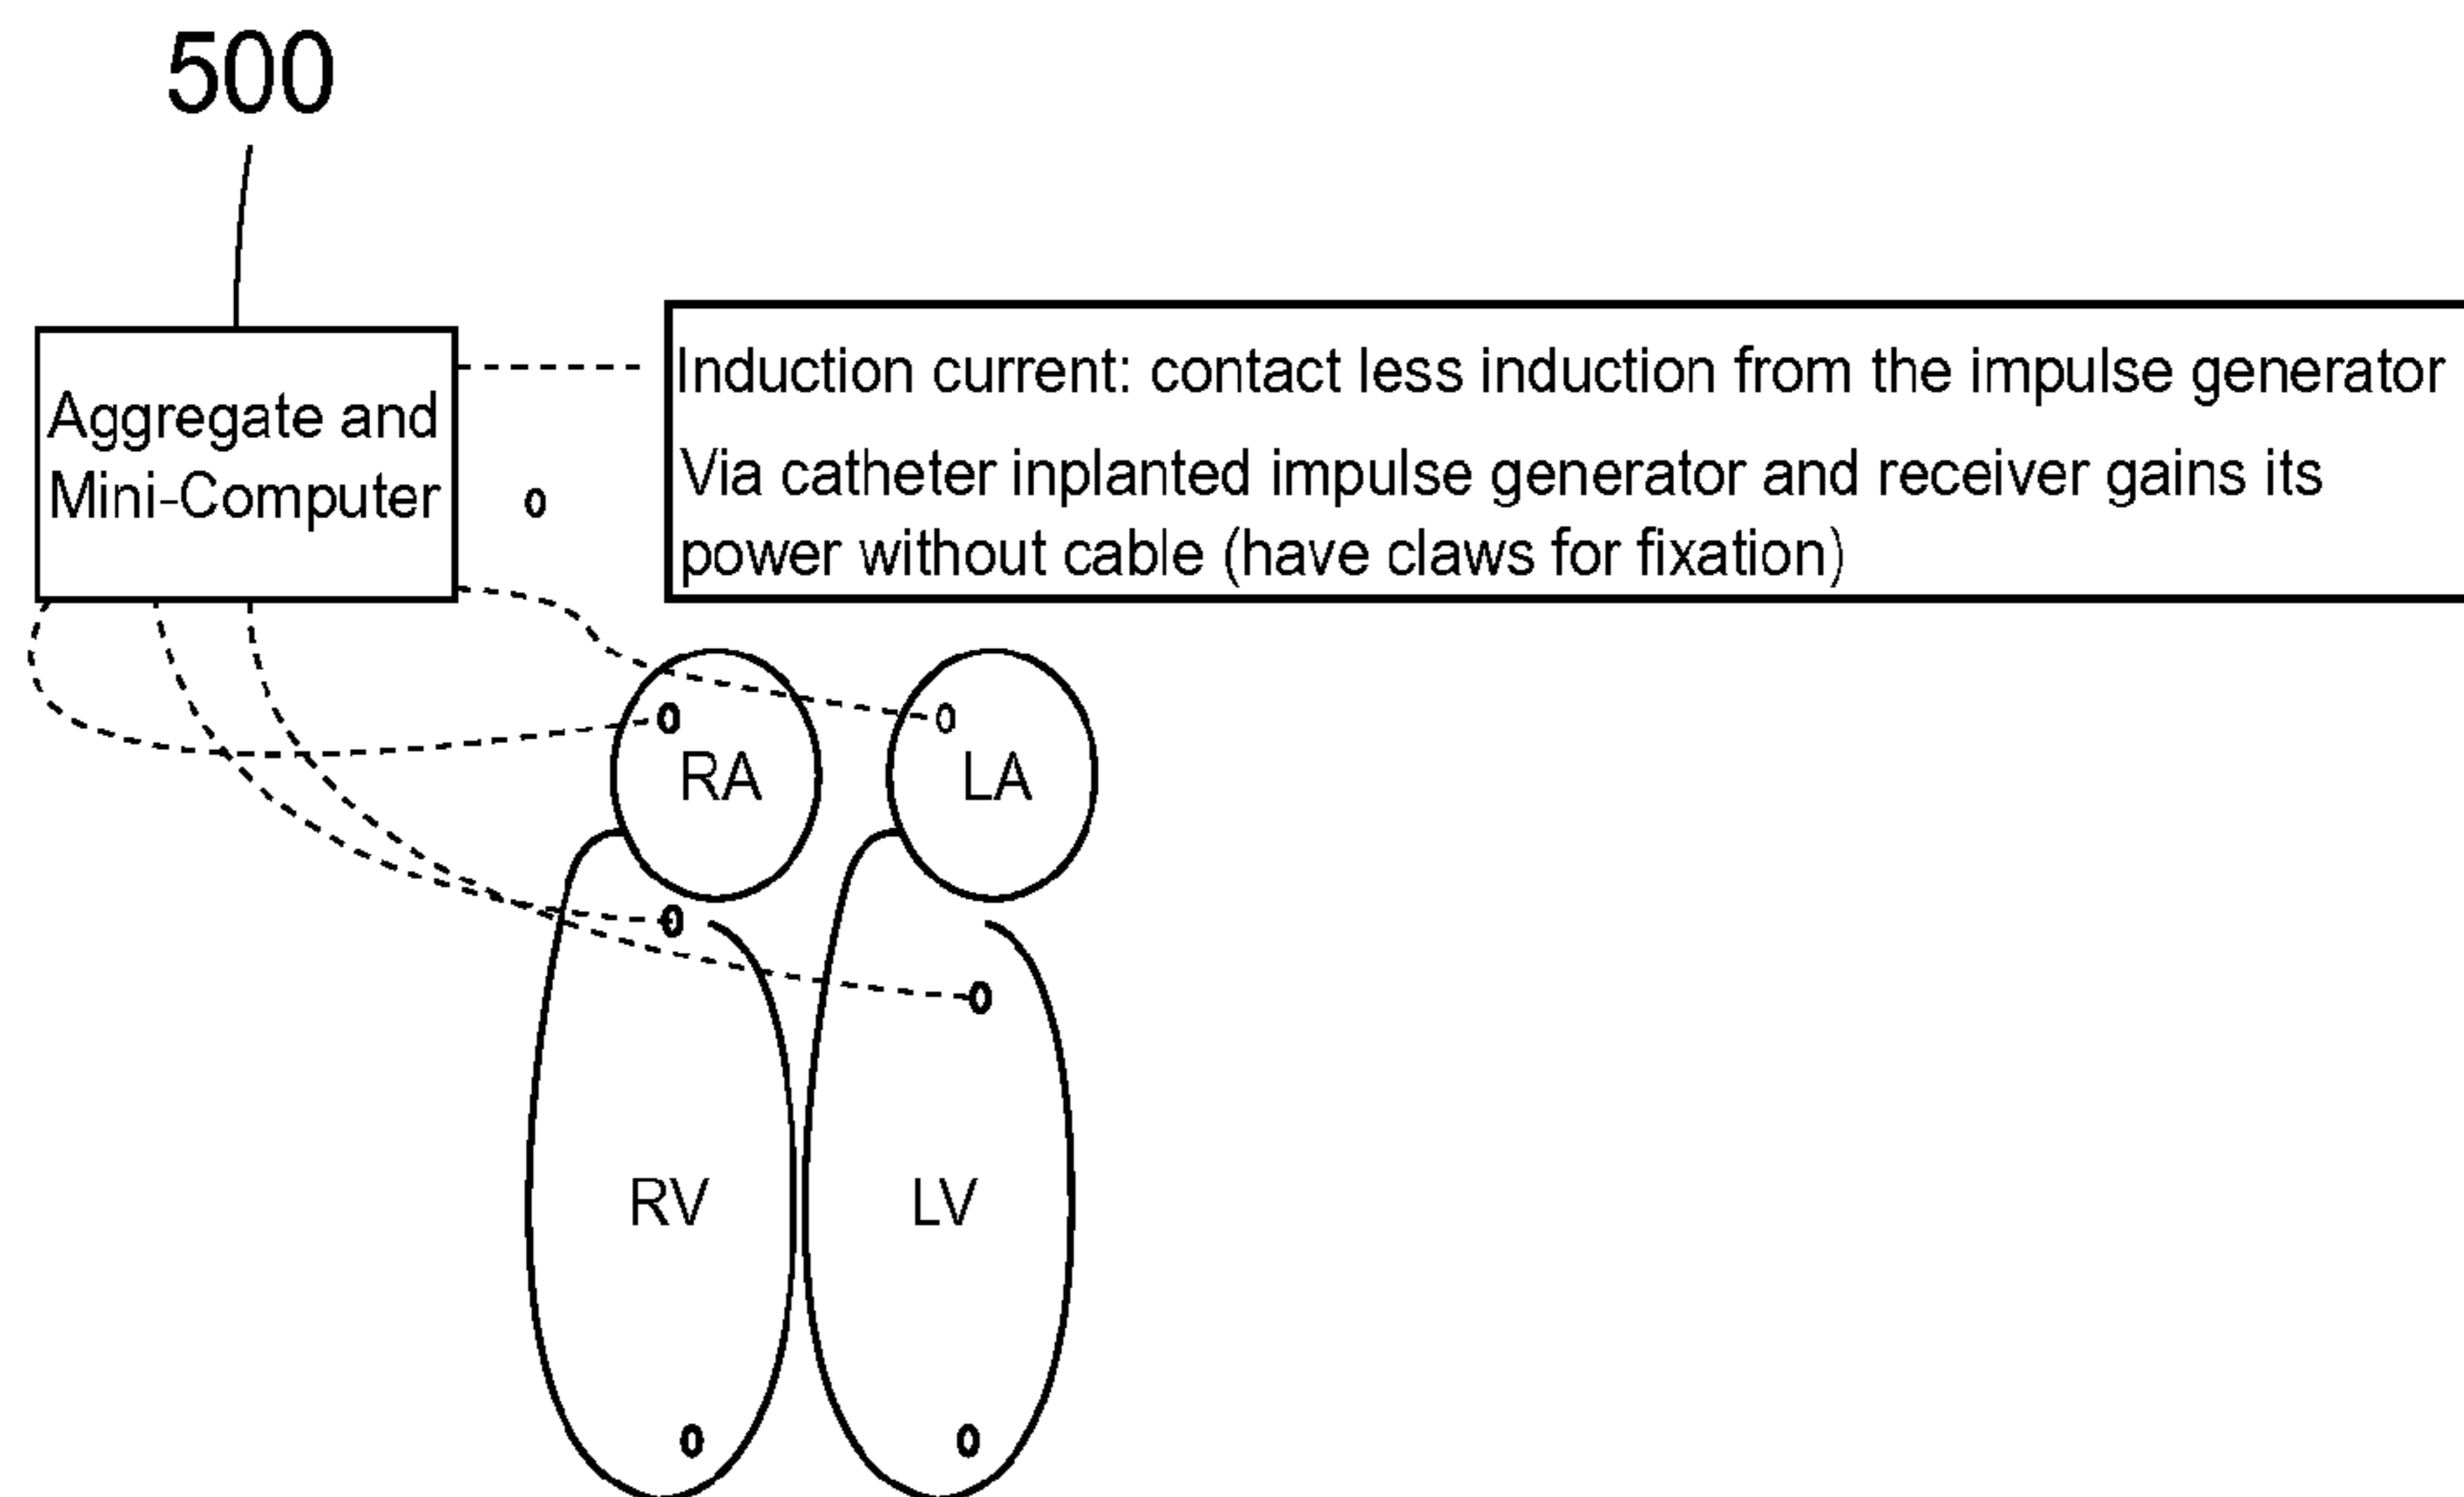 500
Aggregate and
Mini-Computer
o
Induction current: contact less induction from the impulse generator
Via catheter inplanted impulse generator and receiver gains its
power without cable (have claws for fixation)
o
o
RA
LA
o
o
RV
LV
o
o